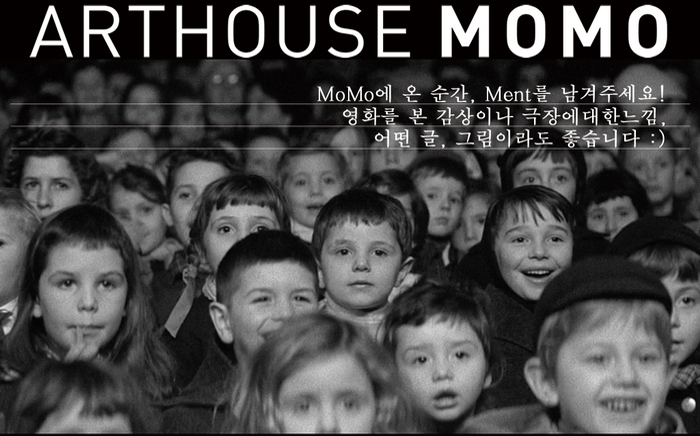 ARTHOUSE MOMO
MoMo에 온 순간, Ment를 남겨주세요!
영화를 본 감상이나 극장에대한느낌,
어떤 글, 그림이라도 좋습니다 :)